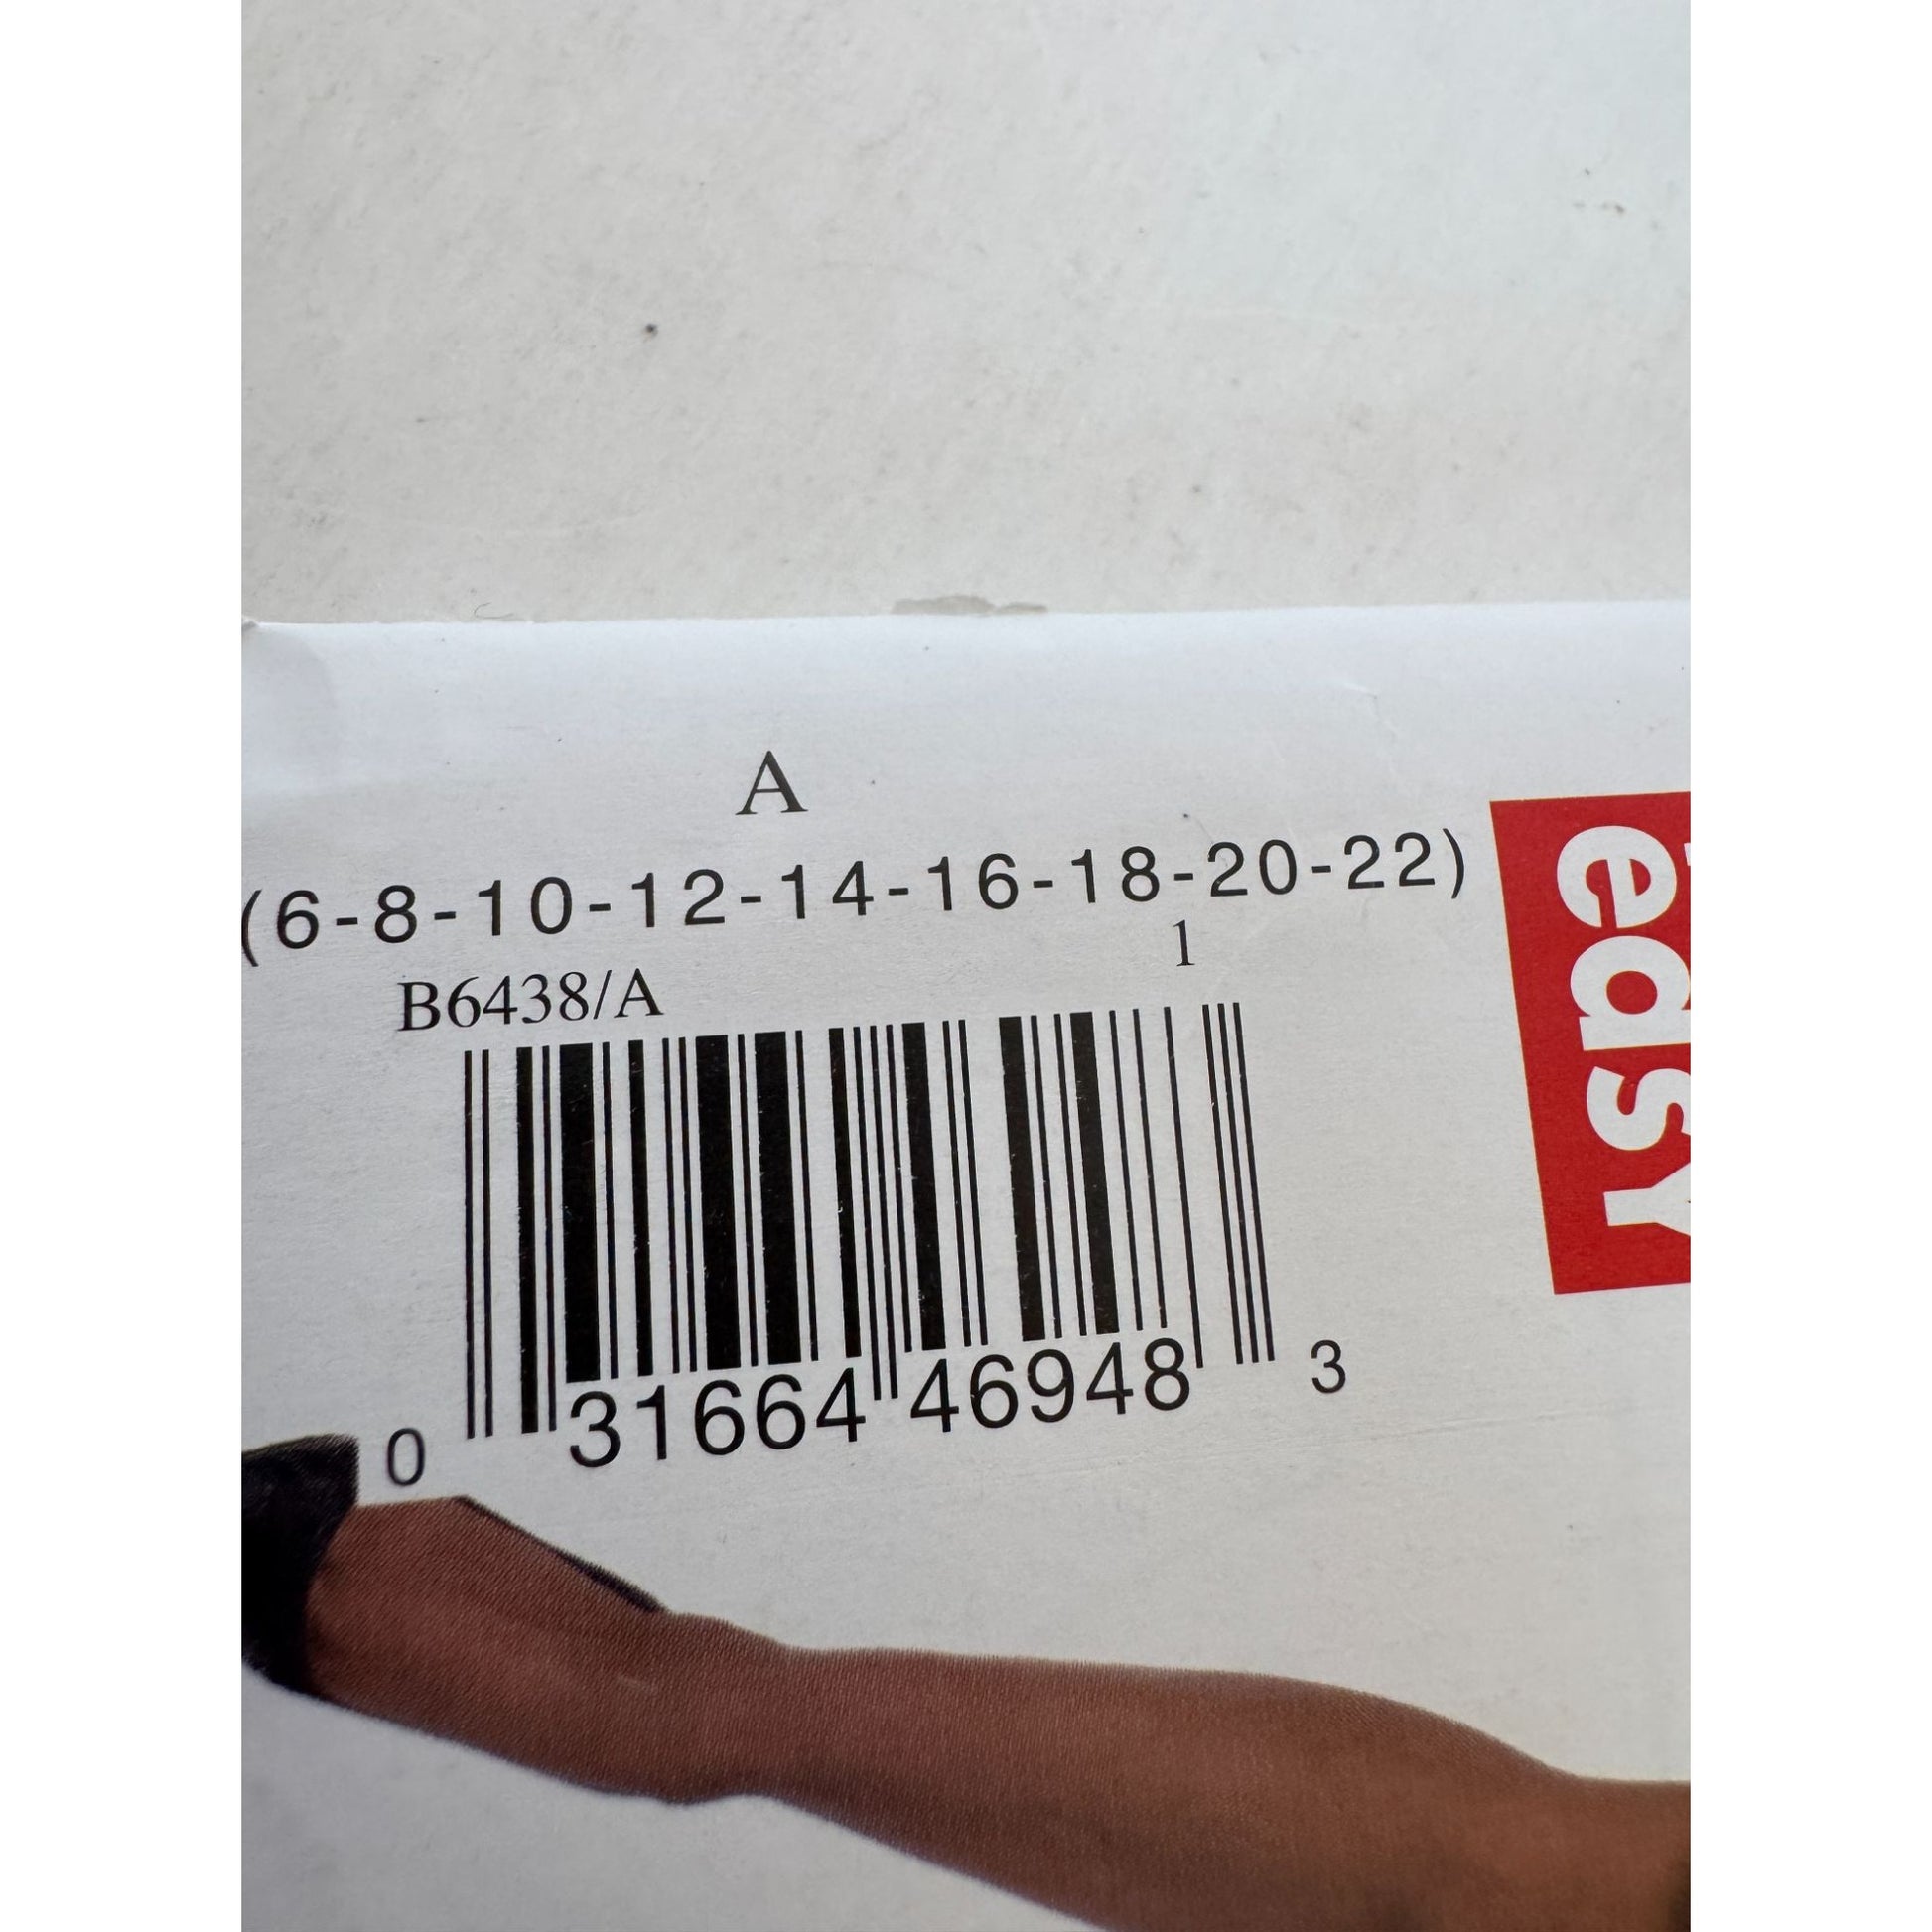 A
(6-8-10-12-14-16-18-20-22)
1
B6438/A
0 31664 46948 3
easy